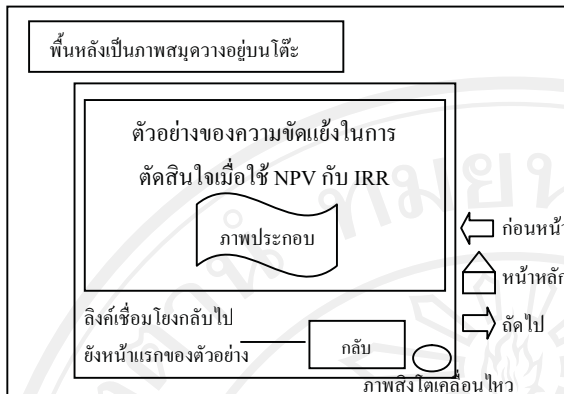 พื้นหลังเป็นภาพสมุดวางอยู่บนโต๊ะ
ตัวอย่างของความขัดแย้งในการ
ตัดสินใจเมื่อใช้ NPV กับ IRR
ภาพประกอบ
ก่อนหน้า
หน้าหลัก
ถัดไป
ลิงค์เชื่อมโยงกลับไป
ยังหน้าแรกของตัวอย่าง
กลับ
ภาพสิงโตเคลื่อนไหว